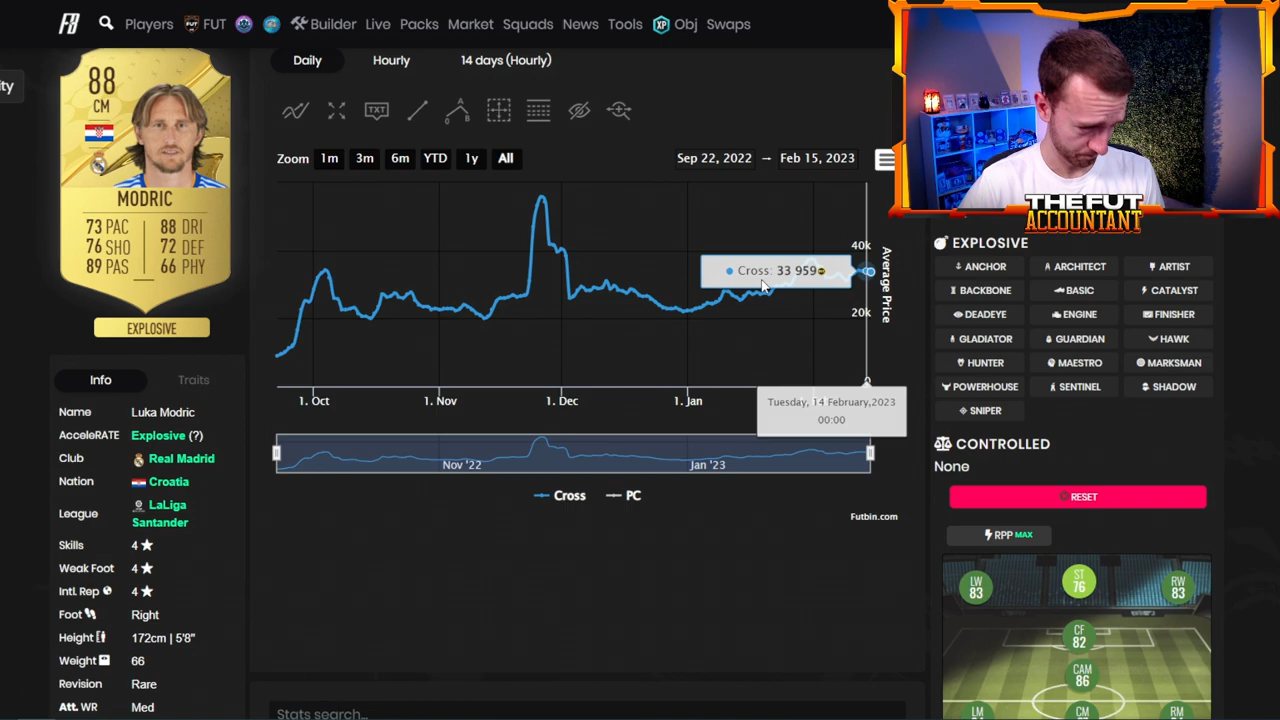 FB Players FUT Builder Live Packs Market Squads News Tools XP Obj Swaps
ity
88
CM
MODRIC
73 PAC 88 DRI
76 SHO 72 DEF
89 PAS 66 PHY
EXPLOSIVE
Info Traits
Name Luka Modric
AcceleRATE Explosive (?)
Club Real Madrid
Nation Croatia
League LaLiga
Santander
Skills 4
Weak Foot 4
Intl. Rep 4
Foot Right
Height 172cm | 5'8"
Weight 66
Revision Rare
Att. WR Med
Daily Hourly 14 days (Hourly)
TXT
A
0 B
Zoom 1m 3m 6m YTD 1y All Sep 22, 2022 → Feb 15, 2023
40k
20k
0
Average Price
Cross: 33 959
Tuesday, 14 February,2023
00:00
1. Oct 1. Nov 1. Dec 1. Jan
Nov '22 Jan '23
Cross PC
Futbin.com
Stats search...
THE FUT
ACCOUNTANT
EXPLOSIVE
ANCHOR ARCHITECT ARTIST
BACKBONE BASIC CATALYST
DEADEYE ENGINE FINISHER
GLADIATOR GUARDIAN HAWK
HUNTER MAESTRO MARKSMAN
POWERHOUSE SENTINEL SHADOW
SNIPER
CONTROLLED
None
RESET
RPP MAX
LW
83
ST
76
RW
83
CF
82
CAM
86
LM CM RM